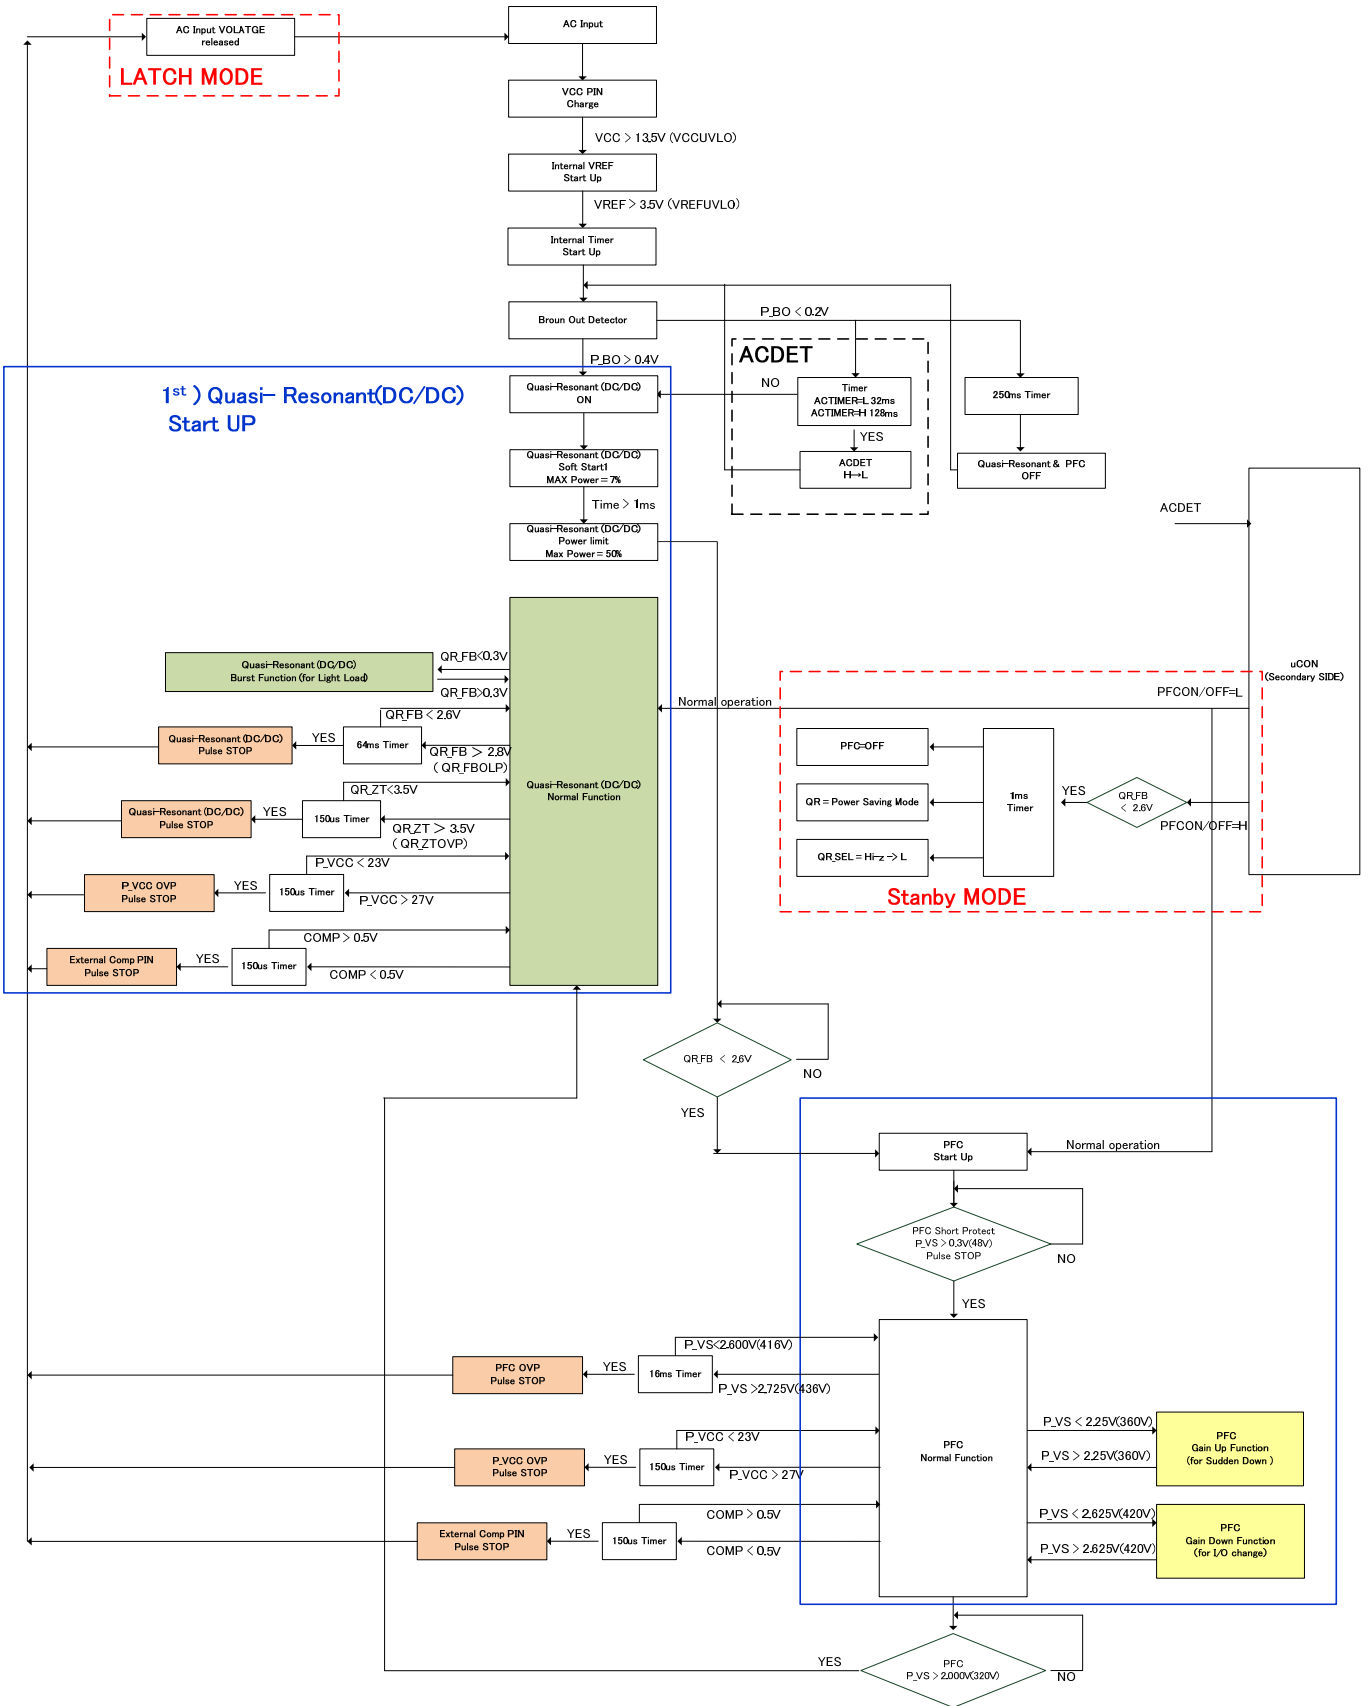 AC Input VOLATGE
released
LATCH MODE
AC Input
VCC PIN
Charge
VCC > 13.5V (VCCUVLO)
Internal VREF
Start Up
VREF > 3.5V (VREFUVLO)
Internal Timer
Start Up
Broun Out Detector
P_BO < 0.2V
P_BO > 0.4V
ACDET
NO
Timer
ACTIMER=L 32ms
ACTIMER=H 128ms
YES
ACDET
H→L
250ms Timer
Quasi-Resonant & PFC
OFF
1st ) Quasi- Resonant(DC/DC)
Start UP
Quasi-Resonant (DC/DC)
ON
Quasi-Resonant (DC/DC)
Soft Start1
MAX Power = 7%
Time > 1ms
Quasi-Resonant (DC/DC)
Power limit
Max Power = 50%
ACDET
uCON
(Secondary SIDE)
Quasi-Resonant (DC/DC)
Burst Function (for Light Load)
QR_FB<0.3V
QR_FB>0.3V
QR_FB < 2.6V
Quasi-Resonant (DC/DC)
Pulse STOP
YES
64ms Timer
QR_FB > 2.8V
( QR_FBOLP)
QR_ZT<3.5V
Quasi-Resonant (DC/DC)
Pulse STOP
YES
150us Timer
QR_ZT > 3.5V
( QR_ZTOVP)
P_VCC < 23V
P_VCC OVP
Pulse STOP
YES
150us Timer
P_VCC > 27V
COMP > 0.5V
External Comp PIN
Pulse STOP
YES
150us Timer
COMP < 0.5V
Quasi-Resonant (DC/DC)
Normal Function
Normal operation
PFCON/OFF=L
PFC=OFF
QR = Power Saving Mode
QR_SEL = Hi-z -> L
1ms
Timer
YES
QR_FB
< 2.6V
PFCON/OFF=H
Stanby MODE
QR_FB < 2.6V
NO
YES
PFC
Start Up
Normal operation
PFC Short Protect
P_VS > 0.3V(48V)
Pulse STOP
NO
YES
P_VS<2.600V(416V)
PFC OVP
Pulse STOP
YES
16ms Timer
P_VS >2.725V(436V)
P_VCC < 23V
P_VCC OVP
Pulse STOP
YES
150us Timer
P_VCC > 27V
COMP > 0.5V
External Comp PIN
Pulse STOP
YES
150us Timer
COMP < 0.5V
PFC
Normal Function
P_VS < 2.25V(360V)
P_VS > 2.25V(360V)
PFC
Gain Up Function
(for Sudden Down )
P_VS < 2.625V(420V)
P_VS > 2.625V(420V)
PFC
Gain Down Function
(for I/O change)
YES
PFC
P_VS > 2.000V(320V)
NO